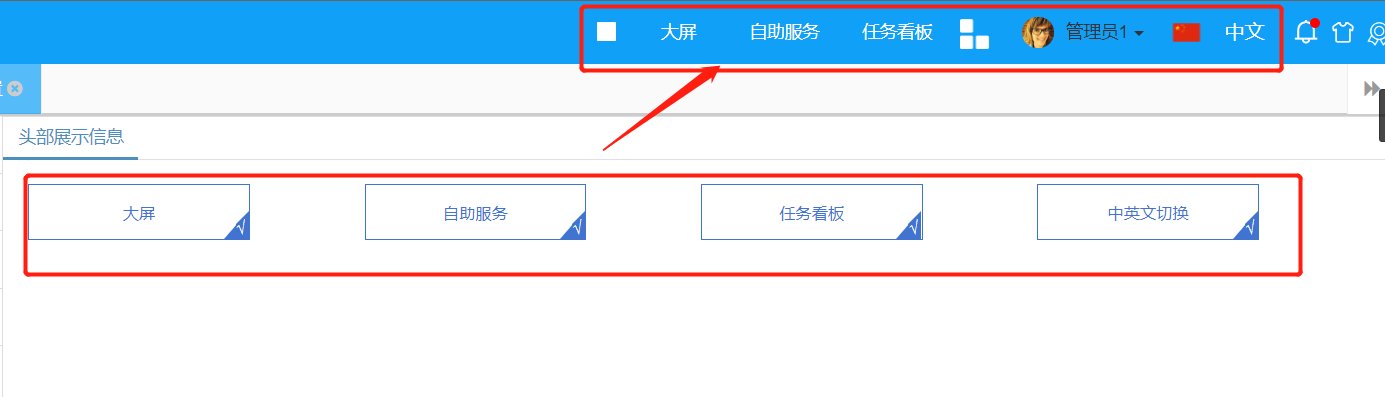 大屏 自助服务 任务看板 管理员1 中文
头部展示信息
大屏 自助服务 任务看板 中英文切换